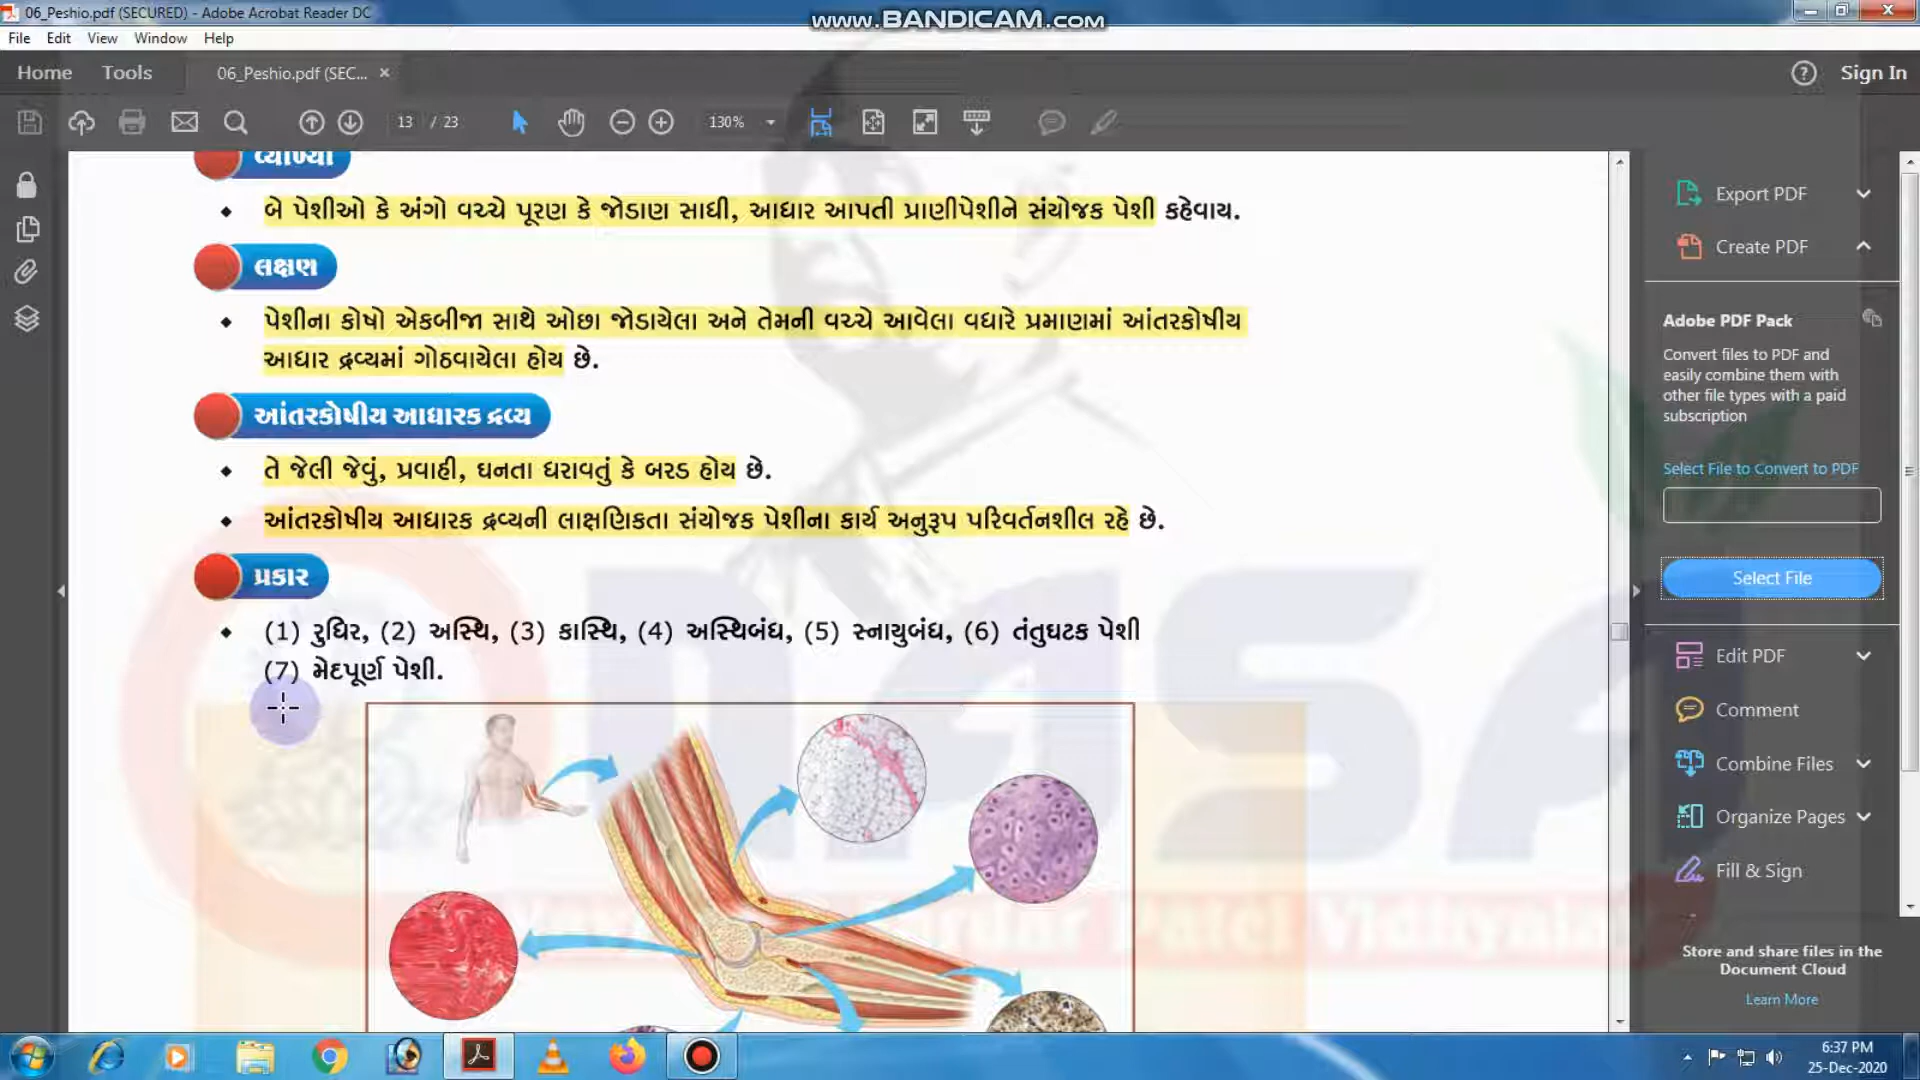 06_Peshio.pdf (SECURED) - Adobe Acrobat Reader DC
www.BANDICAM.com
File Edit View Window Help
Home Tools 06_Peshio.pdf (SEC... × Sign In
13 / 23 130%
વ્યાખ્યા
બે પેશીઓ કે અંગો વચ્ચે પૂરણ કે જોડાણ સાધી, આધાર આપતી પ્રાણીપેશીને સંયોજક પેશી કહેવાય.
લક્ષણ
પેશીના કોષો એકબીજા સાથે ઓછા જોડાયેલા અને તેમની વચ્ચે આવેલા વધારે પ્રમાણમાં આંતરકોષીય
આધાર દ્રવ્યમાં ગોઠવાયેલા હોય છે.
આંતરકોષીય આધારક દ્રવ્ય
તે જેલી જેવું, પ્રવાહી, ઘનતા ધરાવતું કે બરડ હોય છે.
આંતરકોષીય આધારક દ્રવ્યની લાક્ષણિકતા સંયોજક પેશીના કાર્ય અનુરૂપ પરિવર્તનશીલ રહે છે.
પ્રકાર
(1) રુધિર, (2) અસ્થિ, (3) કાસ્થિ, (4) અસ્થિબંધ, (5) સ્નાયુબંધ, (6) તંતુઘટક પેશી
(7) મેદપૂર્ણ પેશી.
Export PDF
Create PDF
Adobe PDF Pack
Convert files to PDF and
easily combine them with
other file types with a paid
subscription
Select File to Convert to PDF
Select File
Edit PDF
Comment
Combine Files
Organize Pages
Fill & Sign
Store and share files in the
Document Cloud
Learn More
6:37 PM
25-Dec-2020